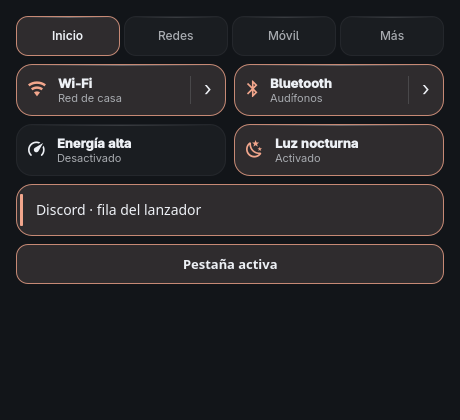 Inicio
Redes
Móvil
Más
Wi-Fi
Red de casa
Bluetooth
Audífonos
Energía alta
Desactivado
Luz nocturna
Activado
Discord · fila del lanzador
Pestaña activa